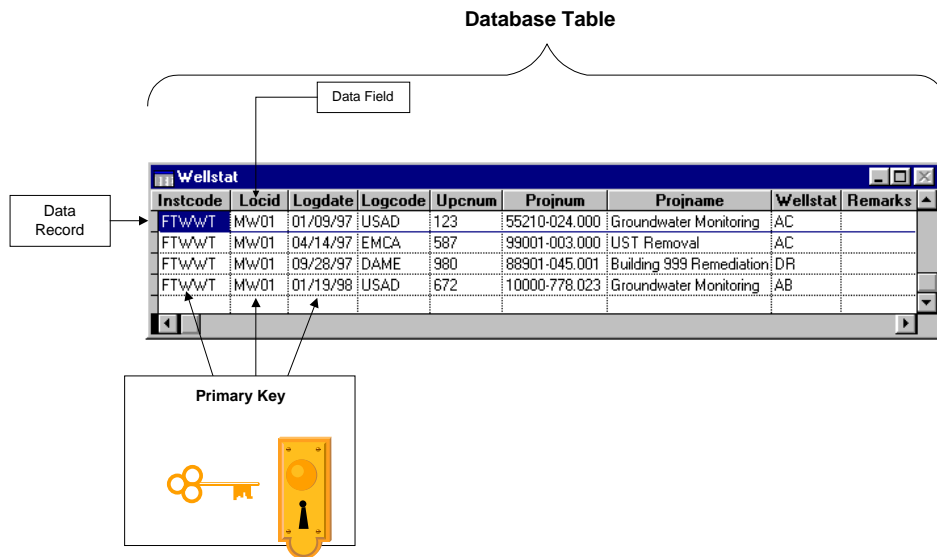 Database Table
Data Field
Wellstat
Instcode Locid Logdate Logcode Upcnum Projnum Projname Wellstat Remarks
Data
Record
FTWWT MW01 01/09/97 USAD 123 55210-024.000 Groundwater Monitoring AC
FTWWT MW01 04/14/97 EMCA 587 99001-003.000 UST Removal AC
FTWWT MW01 09/28/97 DAME 980 88901-045.001 Building 999 Remediation DR
FTWWT MW01 01/19/98 USAD 672 10000-778.023 Groundwater Monitoring AB
Primary Key